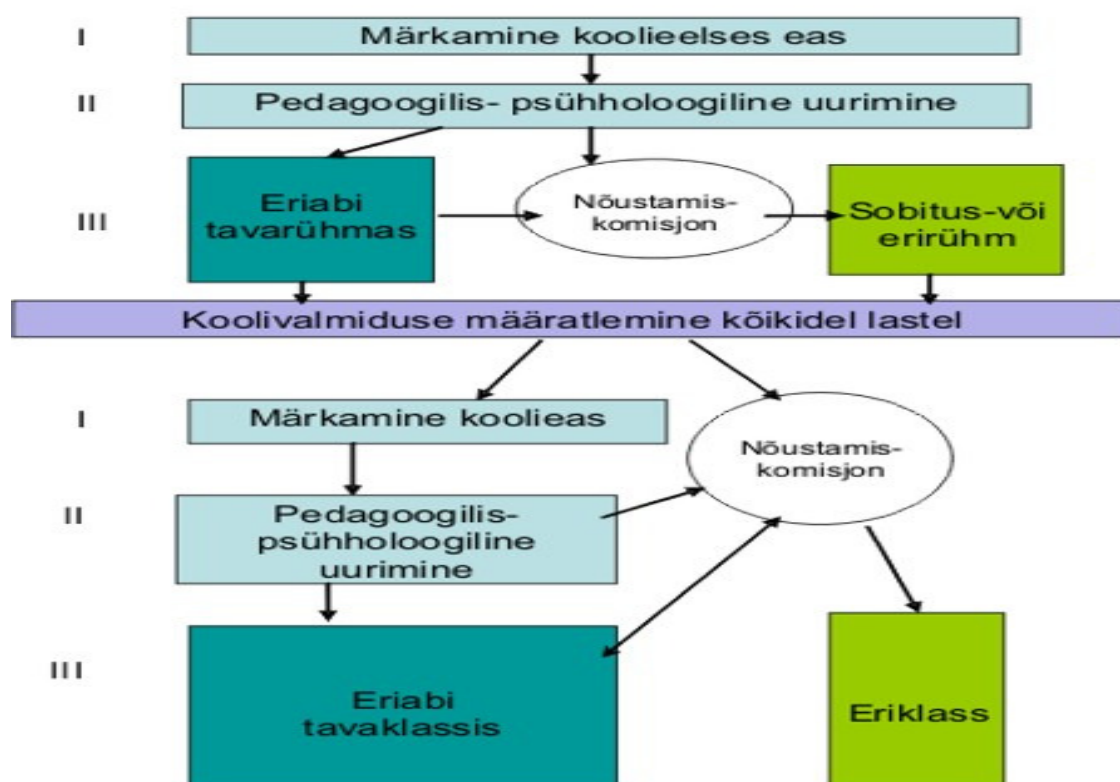 I
Märkamine koolieelses eas
II
Pedagoogilis- psühholoogiline uurimine
III
Eriabi
tavarühmas
Nõustamis-
komisjon
Sobitus-või
erirühm
Koolivalmiduse määratlemine kõikidel lastel
I
Märkamine koolieas
Nõustamis-
komisjon
II
Pedagoogilis-
psühholoogiline
uurimine
III
Eriabi
tavaklassis
Eriklass